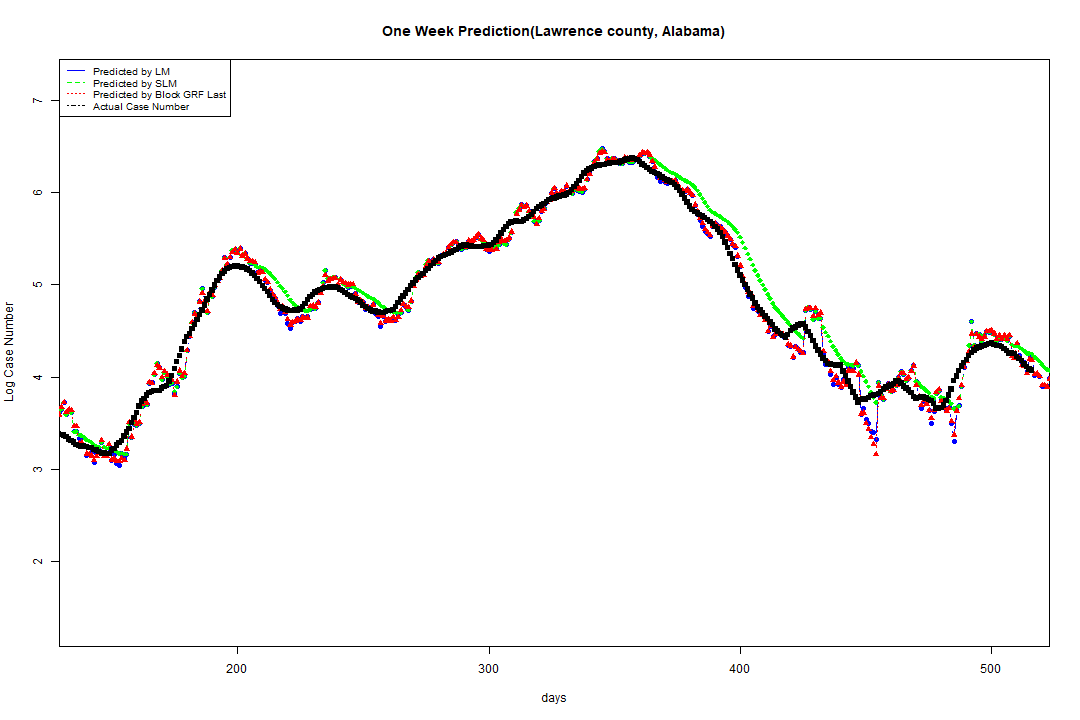 One Week Prediction(Lawrence county, Alabama)
Predicted by LM
Predicted by SLM
Predicted by Block GRF Last
Actual Case Number
7
6
5
4
3
2
Log Case Number
200 300 400 500
days